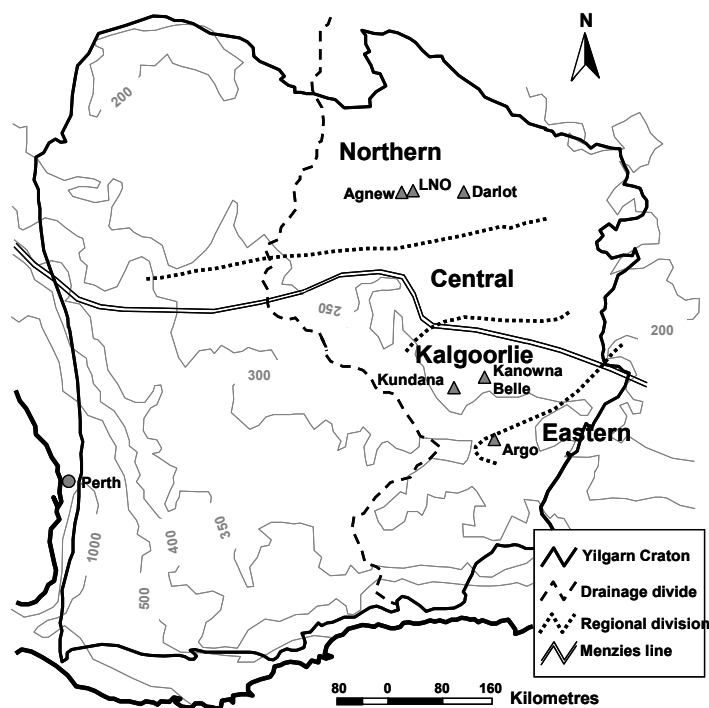 N
200
Northern
Agnew
LNO
Darlot
Central
250
200
Kalgoorlie
300
Kundana
Kanowna
Belle
Eastern
Argo
Perth
1000
400
350
500
Yilgarn Craton
Drainage divide
Regional division
Menzies line
80 0 80 160
Kilometres